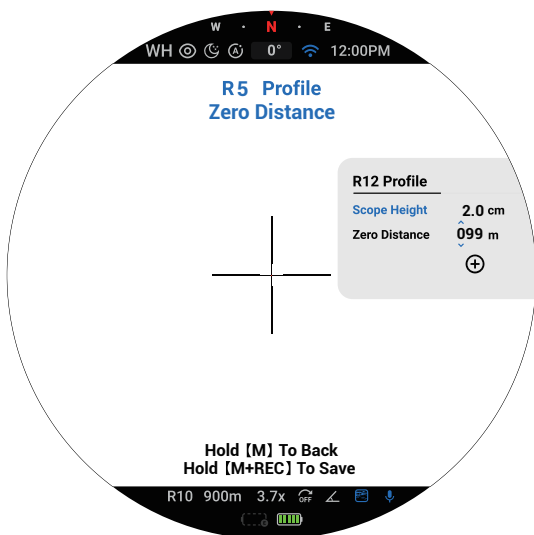 W · N · E
WH A 0° 12:00PM
R5 Profile
Zero Distance
R12 Profile
Scope Height 2.0 cm
Zero Distance 099 m
Hold [M] To Back
Hold [M+REC] To Save
R10 900m 3.7x OFF